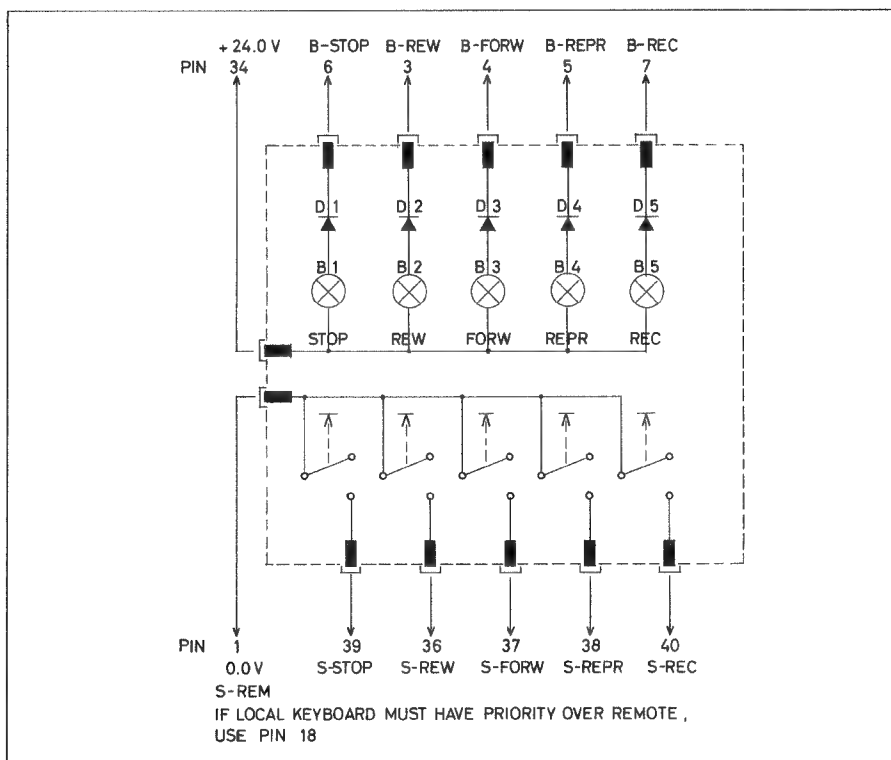 + 24.0 V B-STOP B-REW B-FORW B-REPR B-REC
PIN 34 6 3 4 5 7
D 1 D 2 D 3 D 4 D 5
B 1 B 2 B 3 B 4 B 5
STOP REW FORW REPR REC
PIN 1 39 36 37 38 40
0.0 V S-STOP S-REW S-FORW S-REPR S-REC
S-REM
IF LOCAL KEYBOARD MUST HAVE PRIORITY OVER REMOTE,
USE PIN 18